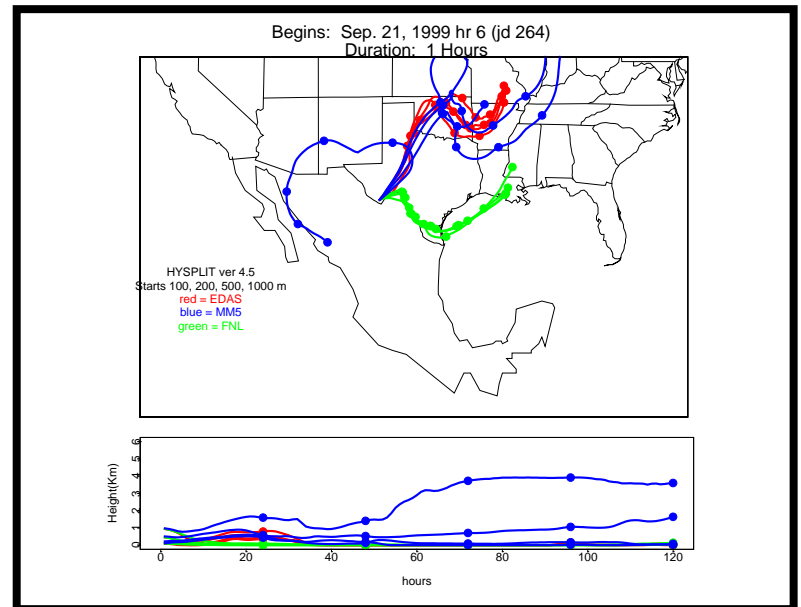 Begins: Sep. 21, 1999 hr 6 (jd 264)
Duration: 1 Hours
HYSPLIT ver 4.5
Starts 100, 200, 500, 1000 m
red = EDAS
blue = MM5
green = FNL
Height(Km)
6
5
4
3
2
1
0
0 20 40 60 80 100 120
hours